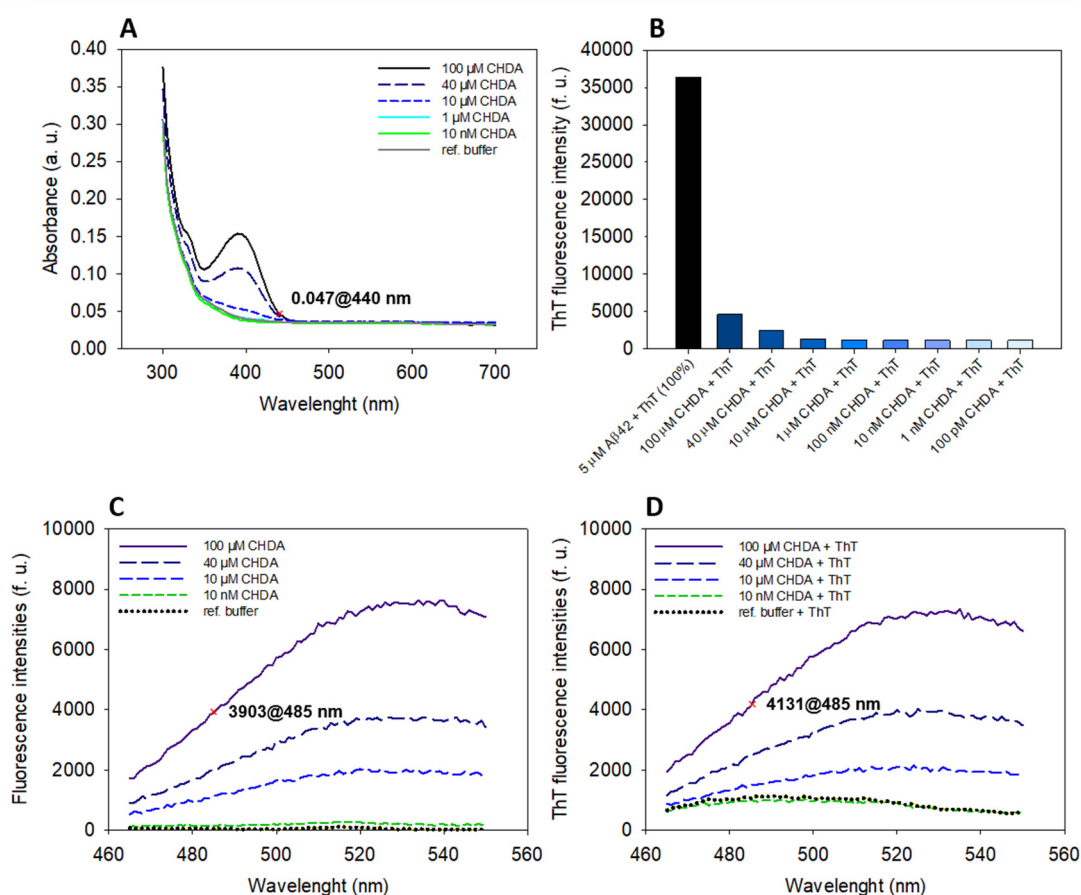 A
0.40
0.35
0.30
0.25
0.20
0.15
0.10
0.05
0.00
Absorbance (a. u.)
100 µM CHDA
40 µM CHDA
10 µM CHDA
1 µM CHDA
10 nM CHDA
ref. buffer
0.047@440 nm
300 400 500 600 700
Wavelenght (nm)
B
40000
35000
30000
25000
20000
15000
10000
5000
0
ThT fluorescence intensity (f. u.)
5 µM Aβ42 + ThT (100%)
100 µM CHDA + ThT
40 µM CHDA + ThT
10 µM CHDA + ThT
1 µM CHDA + ThT
100 nM CHDA + ThT
10 nM CHDA + ThT
1 nM CHDA + ThT
100 pM CHDA + ThT
C
10000
8000
6000
4000
2000
0
Fluorescence intensities (f. u.)
100 µM CHDA
40 µM CHDA
10 µM CHDA
10 nM CHDA
ref. buffer
3903@485 nm
460 480 500 520 540 560
Wavelenght (nm)
D
10000
8000
6000
4000
2000
0
ThT fluorescence intensities (f. u.)
100 µM CHDA + ThT
40 µM CHDA + ThT
10 µM CHDA + ThT
10 nM CHDA + ThT
ref. buffer + ThT
4131@485 nm
460 480 500 520 540 560
Wavelenght (nm)